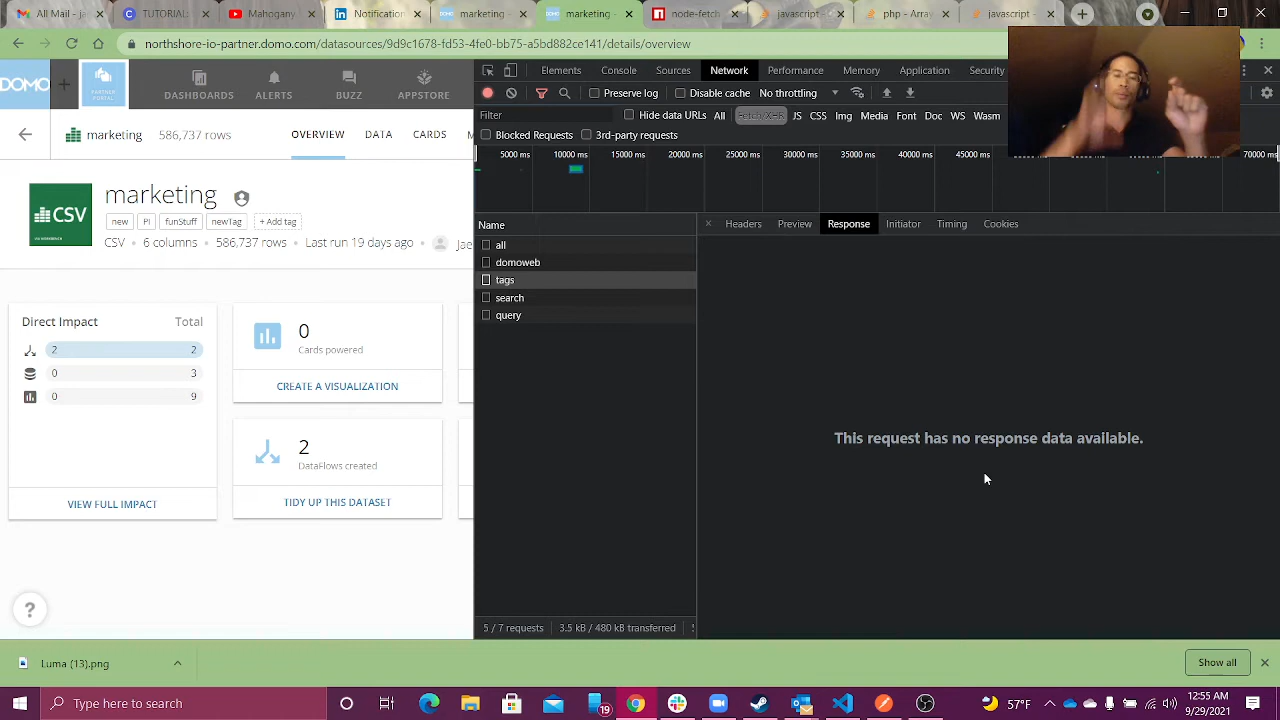 All mail - ja
TUTORIAL
Mahogany
Notification
marketing
marketing
node-fetch
javascript -
php - Array
javascript
northshore-io-partner.domo.com/datasources/9d9c1678-fd53-4fe0-bb75-a5bd882ce141/details/overview
DOMO
PARTNER PORTAL
DASHBOARDS
ALERTS
BUZZ
APPSTORE
marketing 586,737 rows
OVERVIEW
DATA
CARDS
marketing
CSV
new
PI
funStuff
newTag
+ Add tag
CSV • 6 columns • 586,737 rows • Last run 19 days ago •
Direct Impact Total
2 2
0 3
0 9
VIEW FULL IMPACT
0
Cards powered
CREATE A VISUALIZATION
2
DataFlows created
TIDY UP THIS DATASET
?
Elements Console Sources Network Performance Memory Application Security
Preserve log Disable cache No throttling
Filter Hide data URLs All Fetch/XHR JS CSS Img Media Font Doc WS Wasm
Blocked Requests 3rd-party requests
5000 ms 10000 ms 15000 ms 20000 ms 25000 ms 30000 ms 35000 ms 40000 ms 70000 ms
Name
all
domoweb
tags
search
query
Headers Preview Response Initiator Timing Cookies
This request has no response data available.
5 / 7 requests 3.5 kB / 480 kB transferred
Luma (13).png
Show all
Type here to search
19
57°F
12:55 AM
9/29/2021